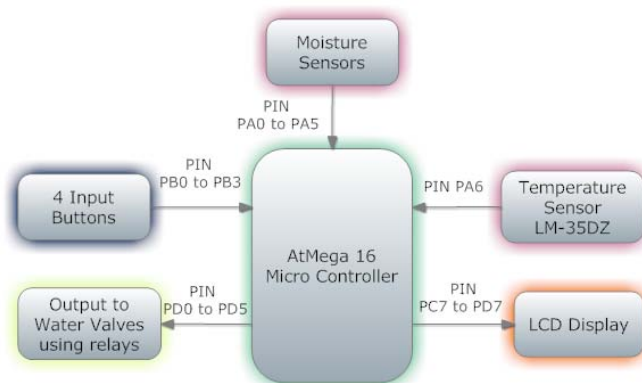 Moisture
Sensors
PIN
PA0 to PA5
PIN
PB0 to PB3
4 Input
Buttons
PIN PA6
Temperature
Sensor
LM-35DZ
AtMega 16
Micro Controller
PIN
PD0 to PD5
Output to
Water Valves
using relays
PIN
PC7 to PD7
LCD Display